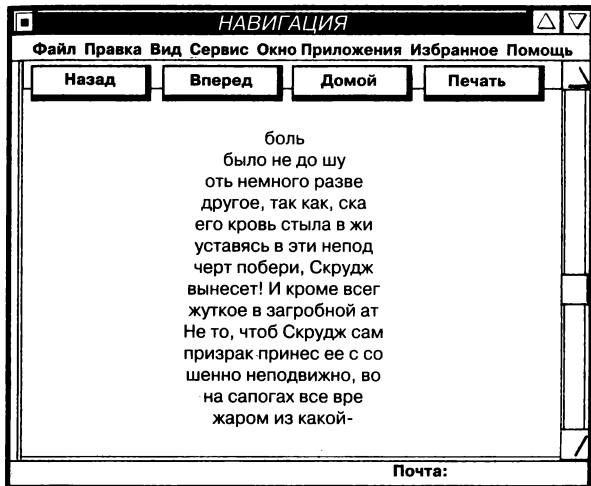 НАВИГАЦИЯ
Файл Правка Вид Сервис Окно Приложения Избранное Помощь
Назад Вперед Домой Печать
боль
было не до шу
оть немного разве
другое, так как, ска
его кровь стыла в жи
уставясь в эти непод
черт побери, Скрудж
вынесет! И кроме всег
жуткое в загробной ат
Не то, чтоб Скрудж сам
призрак принес ее с со
шенно неподвижно, во
на сапогах все вре
жаром из какой-
Почта: